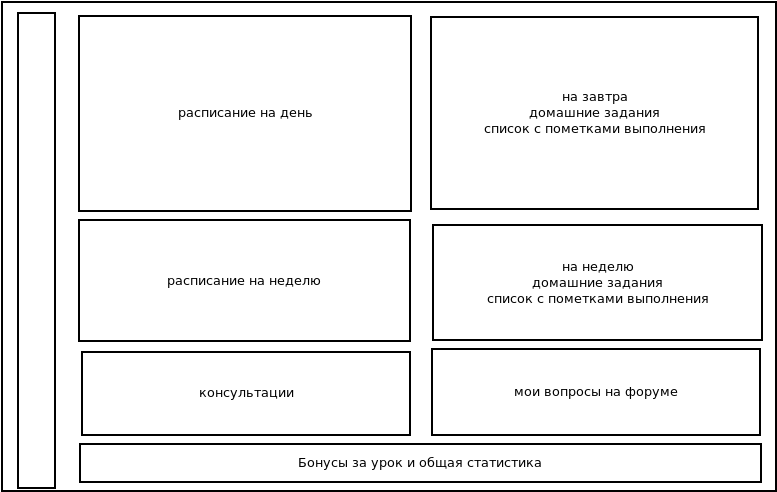 расписание на день
на завтра
домашние задания
список с пометками выполнения
расписание на неделю
на неделю
домашние задания
список с пометками выполнения
консультации
мои вопросы на форуме
Бонусы за урок и общая статистика